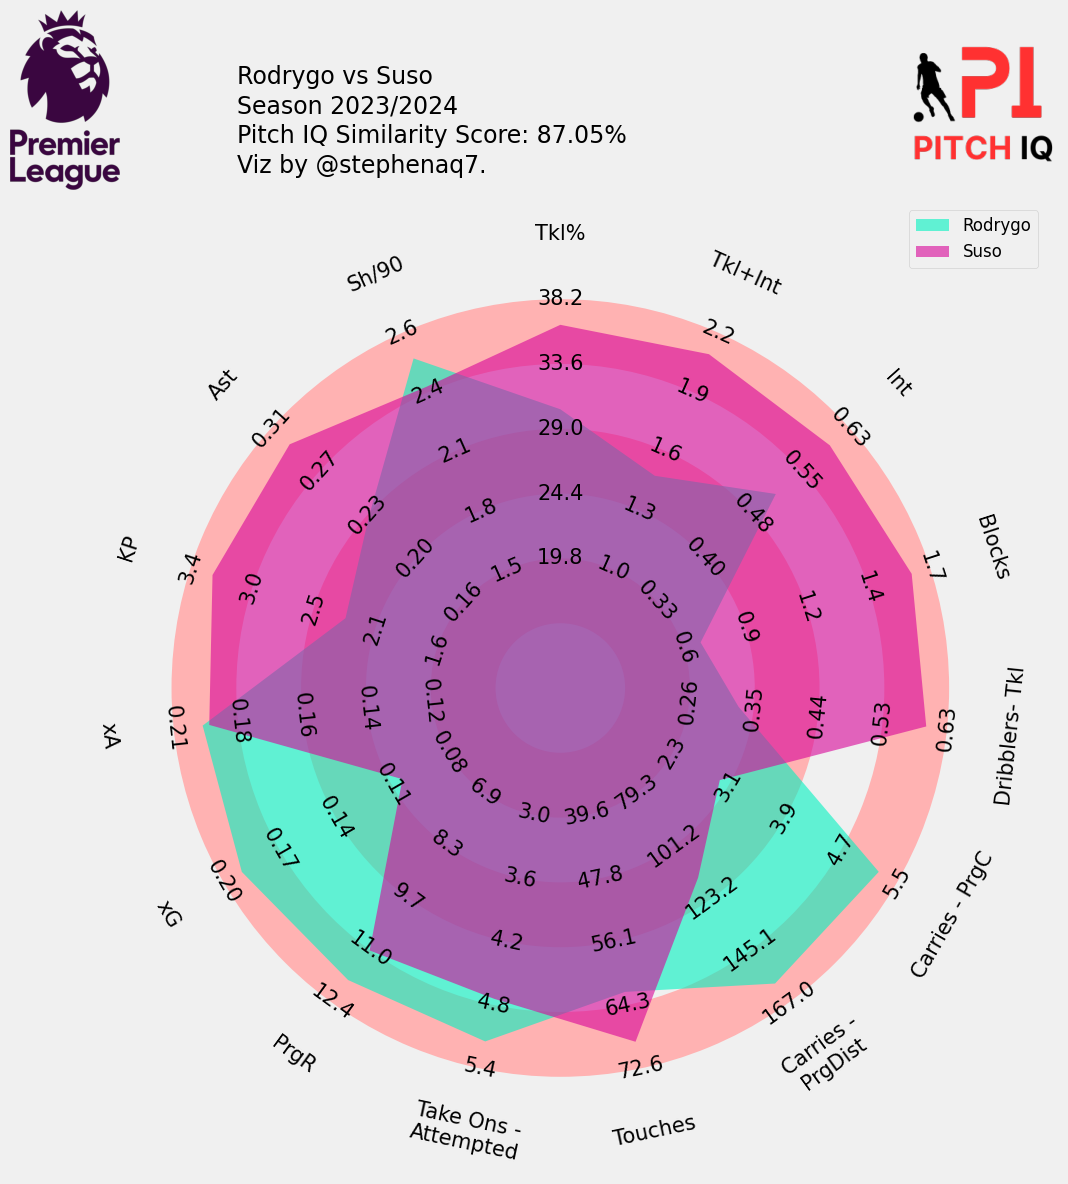 Premier
League
Rodrygo vs Suso
Season 2023/2024
Pitch IQ Similarity Score: 87.05%
Viz by @stephenaq7.
PI
PITCH IQ
Rodrygo
Suso
Tkl%
38.2
33.6
29.0
24.4
19.8
Tkl+Int
2.2
1.9
1.6
1.3
1.0
Int
0.63
0.55
0.48
0.40
0.33
Blocks
1.7
1.4
1.2
0.9
0.6
Dribblers- Tkl
0.63
0.53
0.44
0.35
0.26
Carries - PrgC
5.5
4.7
3.9
3.1
2.3
Carries -
PrgDist
167.0
145.1
123.2
101.2
79.3
Touches
72.6
64.3
56.1
47.8
39.6
Take Ons -
Attempted
5.4
4.8
4.2
3.6
3.0
PrgR
12.4
11.0
9.7
8.3
6.9
xG
0.20
0.17
0.14
0.11
0.08
xA
0.21
0.18
0.16
0.14
0.12
KP
3.4
3.0
2.5
2.1
1.6
Ast
0.31
0.27
0.23
0.20
0.16
Sh/90
2.6
2.4
2.1
1.8
1.5